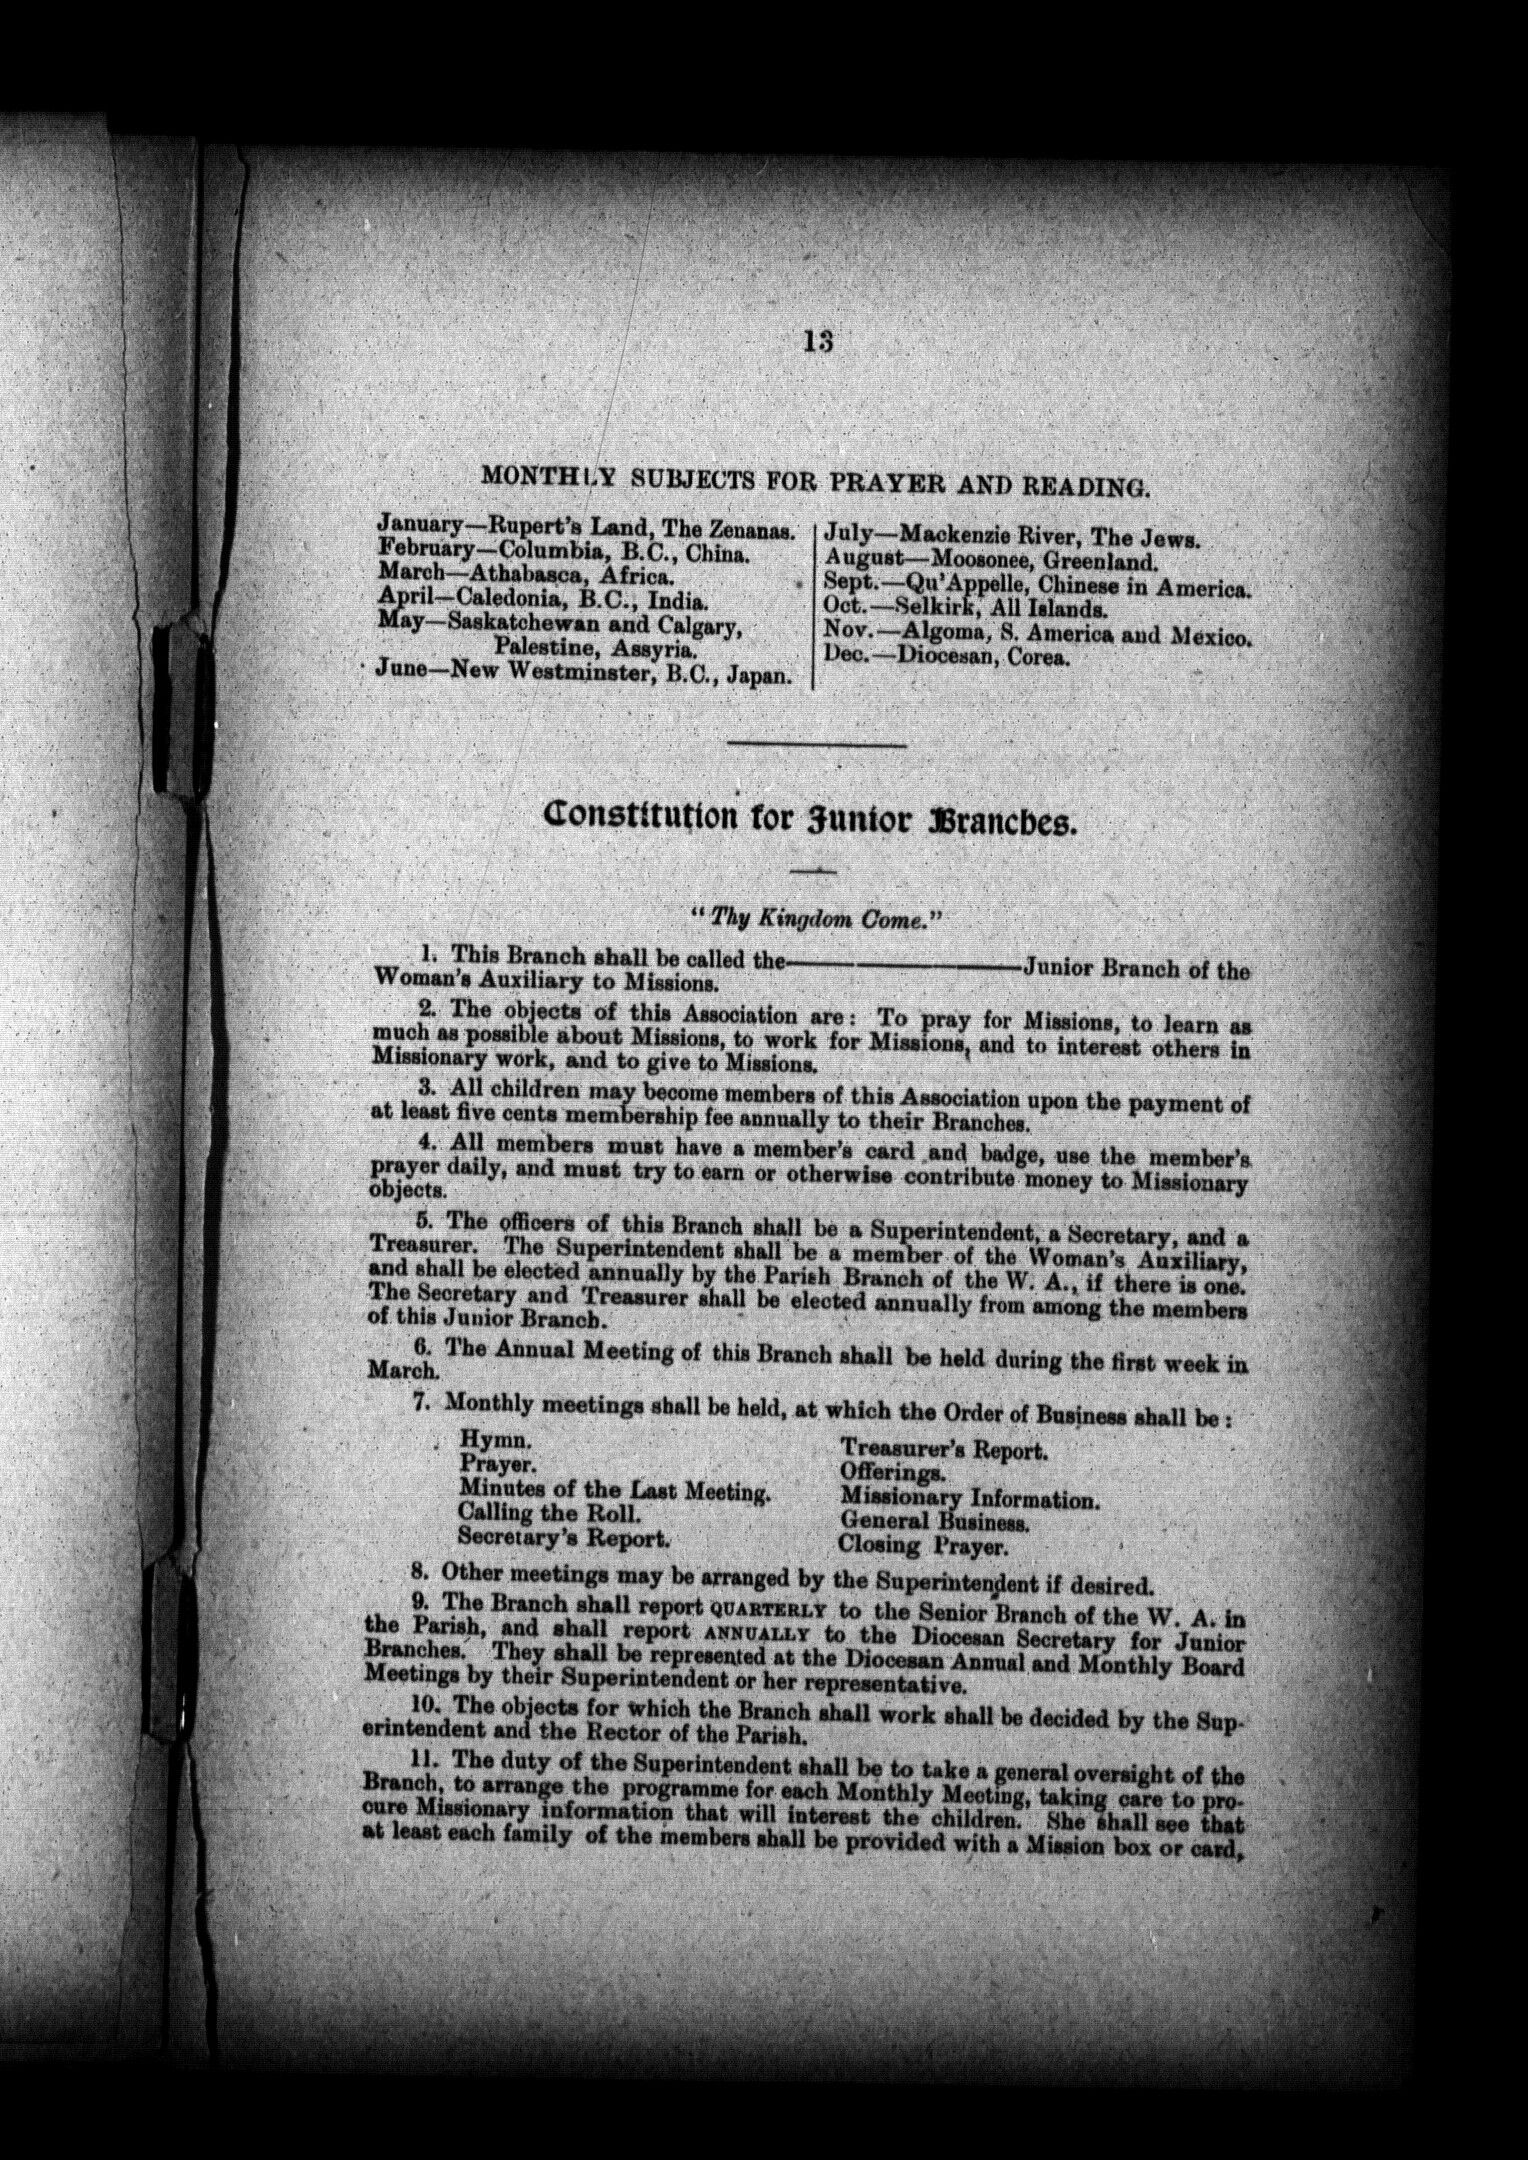 13
MONTHLY SUBJECTS FOR PRAYER AND READING.
January—Rupert's Land, The Zenanas.
February—Columbia, B.C., China.
March—Athabasca, Africa.
April—Caledonia, B.C., India.
May—Saskatchewan and Calgary,
Palestine, Assyria.
June—New Westminster, B.C., Japan.
July—Mackenzie River, The Jews.
August—Moosonee, Greenland.
Sept.—Qu'Appelle, Chinese in America.
Oct.—Selkirk, All Islands.
Nov.—Algoma, S. America and Mexico.
Dec.—Diocesan, Corea.
Constitution for Junior Branches.
"Thy Kingdom Come."
1. This Branch shall be called the——————Junior Branch of the
Woman's Auxiliary to Missions.
2. The objects of this Association are: To pray for Missions, to learn as
much as possible about Missions, to work for Missions, and to interest others in
Missionary work, and to give to Missions.
3. All children may become members of this Association upon the payment of
at least five cents membership fee annually to their Branches.
4. All members must have a member's card and badge, use the member's
prayer daily, and must try to earn or otherwise contribute money to Missionary
objects.
5. The officers of this Branch shall be a Superintendent, a Secretary, and a
Treasurer. The Superintendent shall be a member of the Woman's Auxiliary,
and shall be elected annually by the Parish Branch of the W. A., if there is one.
The Secretary and Treasurer shall be elected annually from among the members
of this Junior Branch.
6. The Annual Meeting of this Branch shall be held during the first week in
March.
7. Monthly meetings shall be held, at which the Order of Business shall be:
Hymn.
Prayer.
Minutes of the Last Meeting.
Calling the Roll.
Secretary's Report.
Treasurer's Report.
Offerings.
Missionary Information.
General Business.
Closing Prayer.
8. Other meetings may be arranged by the Superintendent if desired.
9. The Branch shall report QUARTERLY to the Senior Branch of the W. A. in
the Parish, and shall report ANNUALLY to the Diocesan Secretary for Junior
Branches. They shall be represented at the Diocesan Annual and Monthly Board
Meetings by their Superintendent or her representative.
10. The objects for which the Branch shall work shall be decided by the Sup-
erintendent and the Rector of the Parish.
11. The duty of the Superintendent shall be to take a general oversight of the
Branch, to arrange the programme for each Monthly Meeting, taking care to pro-
cure Missionary information that will interest the children. She shall see that
at least each family of the members shall be provided with a Mission box or card,